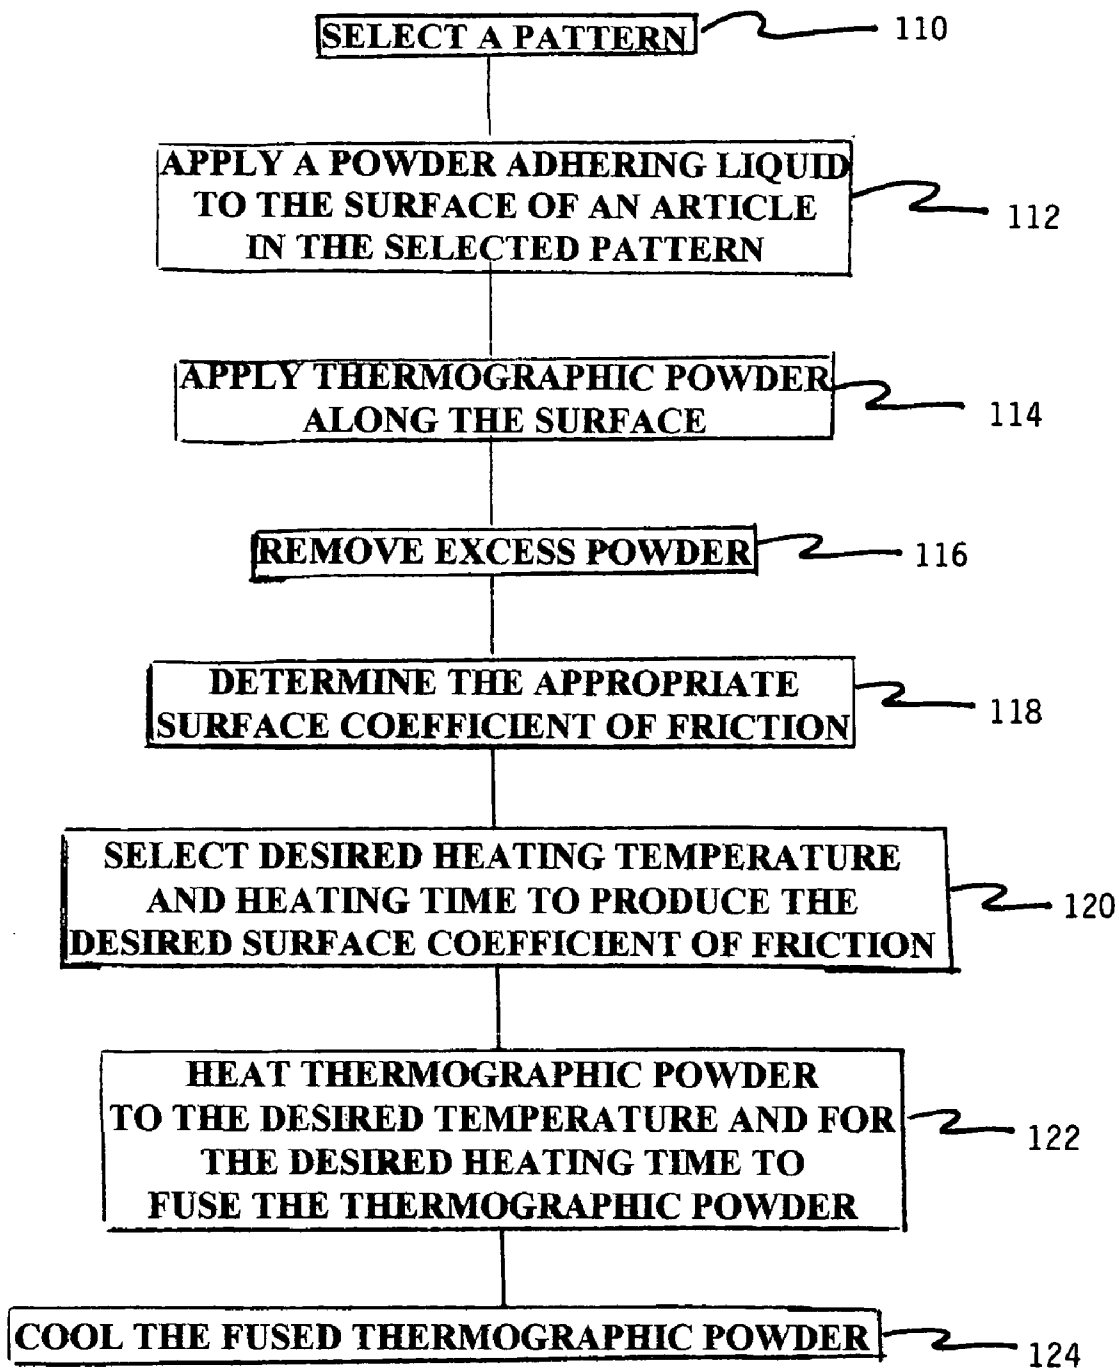 SELECT A PATTERN
110
APPLY A POWDER ADHERING LIQUID
TO THE SURFACE OF AN ARTICLE
IN THE SELECTED PATTERN
112
APPLY THERMOGRAPHIC POWDER
ALONG THE SURFACE
114
REMOVE EXCESS POWDER
116
DETERMINE THE APPROPRIATE
SURFACE COEFFICIENT OF FRICTION
118
SELECT DESIRED HEATING TEMPERATURE
AND HEATING TIME TO PRODUCE THE
DESIRED SURFACE COEFFICIENT OF FRICTION
120
HEAT THERMOGRAPHIC POWDER
TO THE DESIRED TEMPERATURE AND FOR
THE DESIRED HEATING TIME TO
FUSE THE THERMOGRAPHIC POWDER
122
COOL THE FUSED THERMOGRAPHIC POWDER
124